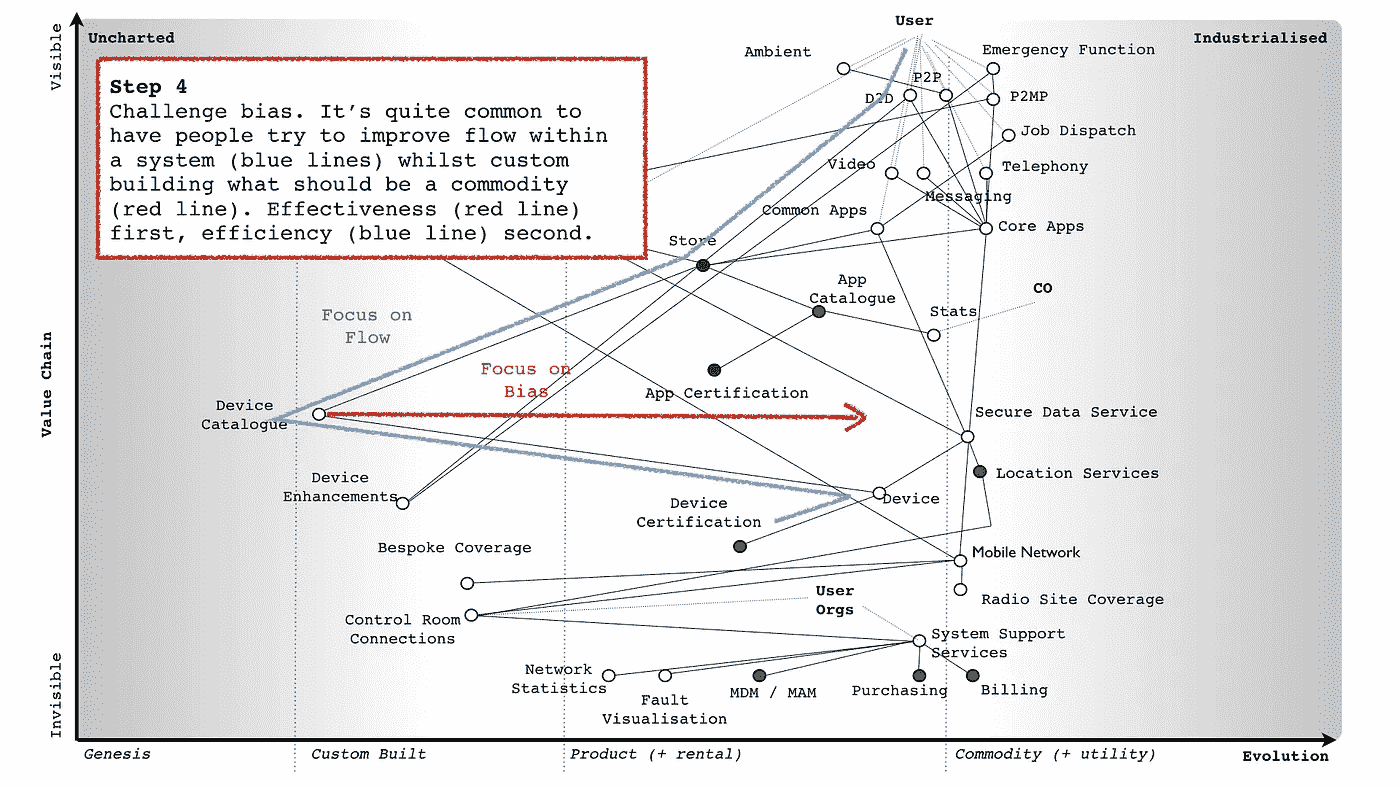 User
Uncharted
Industrialised
Visible
Ambient
Emergency Function
Step 4
Challenge bias. It’s quite common to
have people try to improve flow within
a system (blue lines) whilst custom
building what should be a commodity
(red line). Effectiveness (red line)
first, efficiency (blue line) second.
P2P
D2D
P2MP
Job Dispatch
Video
Telephony
Messaging
Common Apps
Core Apps
Store
App
Catalogue
CO
Stats
Focus on
Flow
Value Chain
Focus on
Bias
App Certification
Device
Catalogue
Secure Data Service
Device
Enhancements
Location Services
Device
Device
Certification
Bespoke Coverage
Mobile Network
User
Orgs
Radio Site Coverage
Control Room
Connections
System Support
Services
Invisible
Network
Statistics
Fault
Visualisation
MDM / MAM
Purchasing
Billing
Genesis
Custom Built
Product (+ rental)
Commodity (+ utility)
Evolution